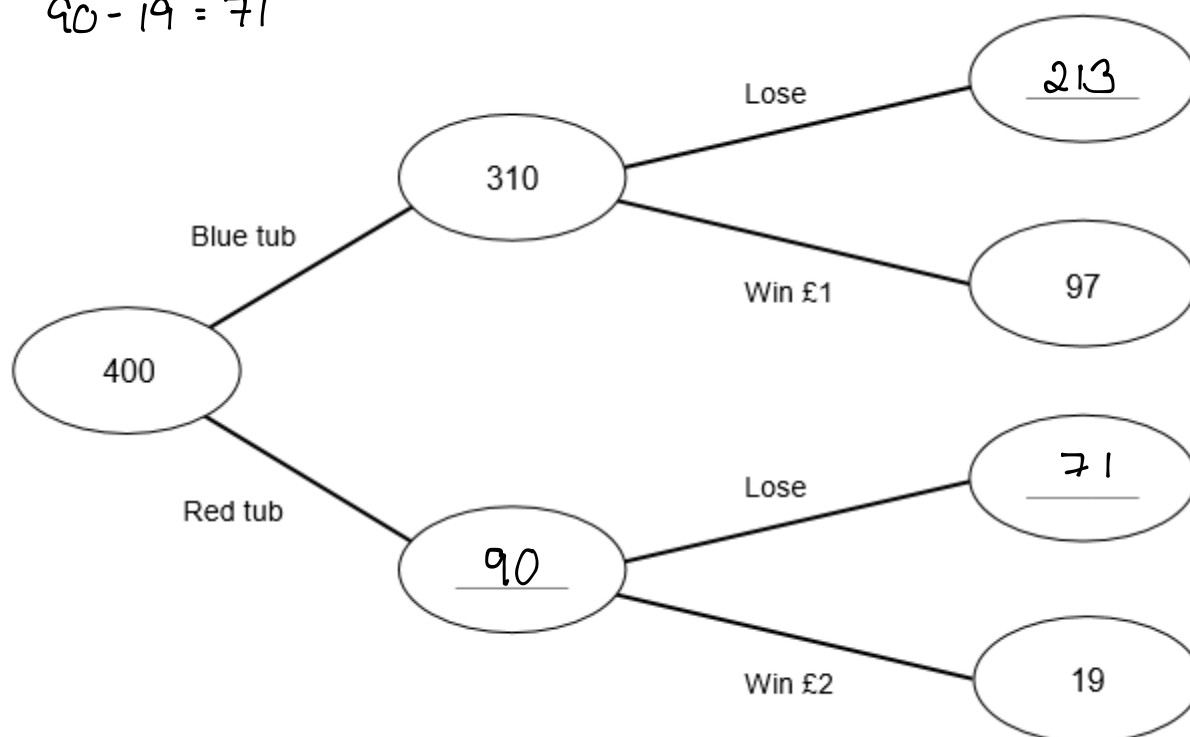 90 - 19 = 71
213
Lose
310
Blue tub
97
Win £1
400
71
Lose
Red tub
90
19
Win £2